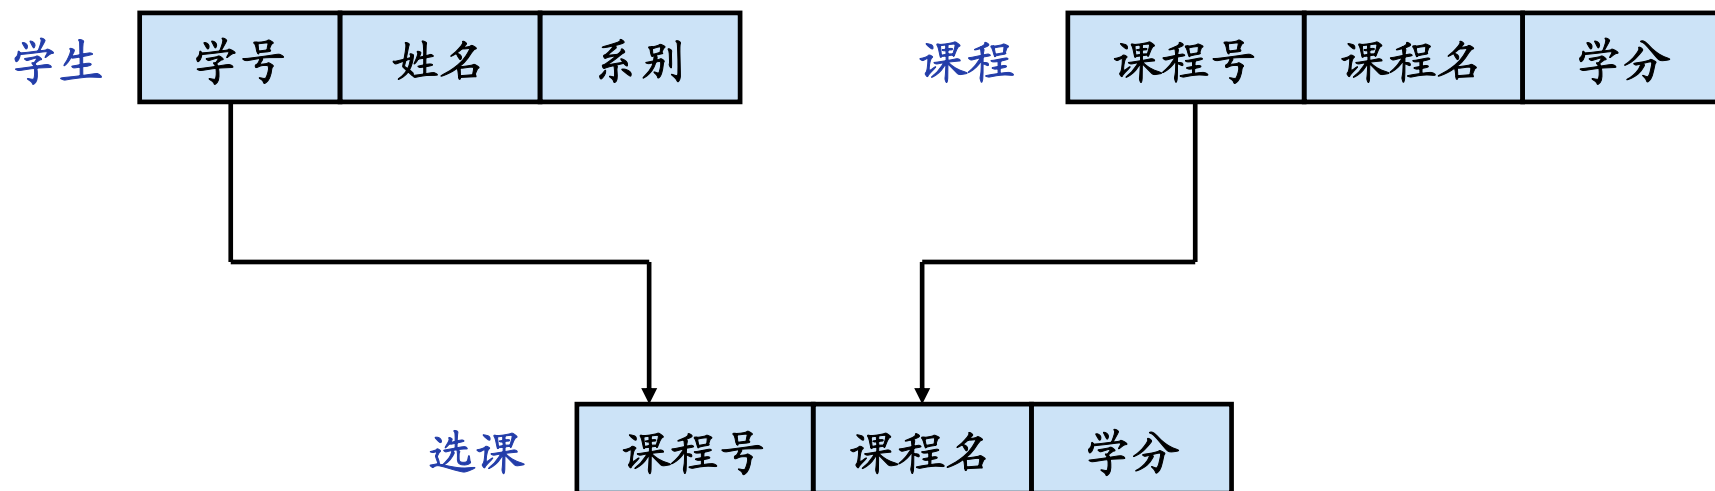 学生 学号 姓名 系别 课程 课程号 课程名 学分
选课 课程号 课程名 学分